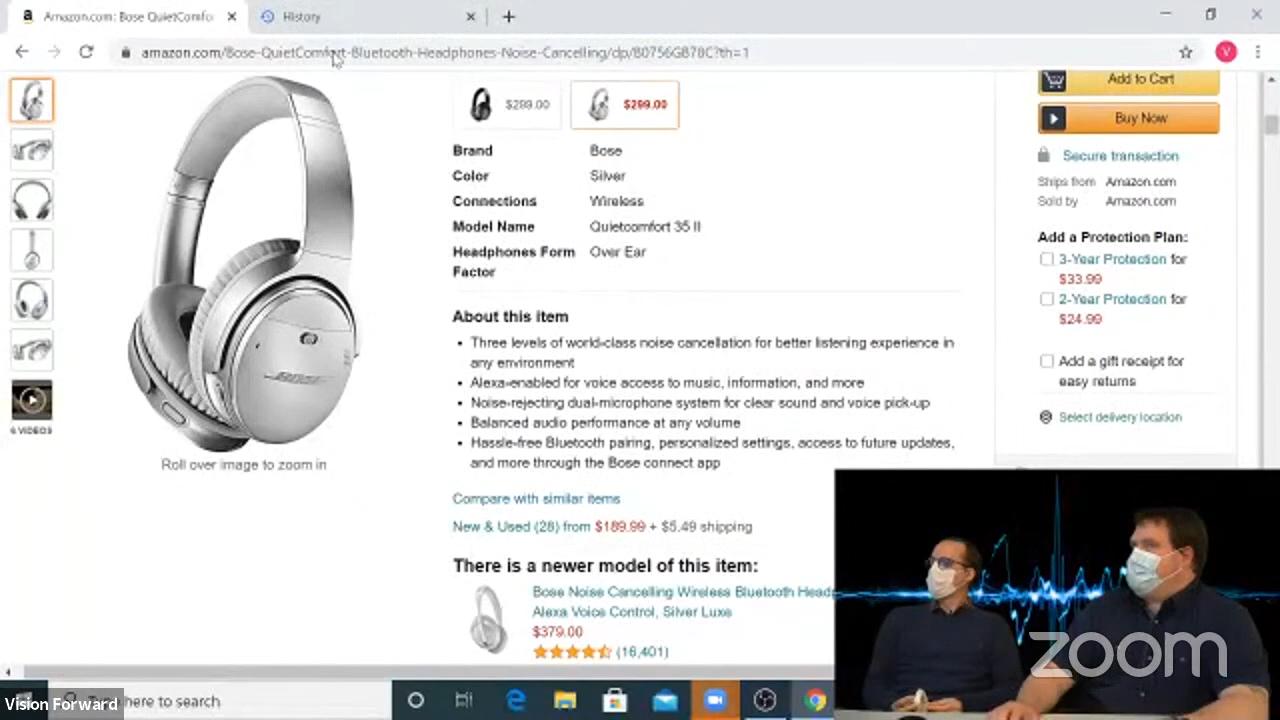 Amazon.com: Bose QuietComfo
History
amazon.com/Bose-QuietComfort-Bluetooth-Headphones-Noise-Cancelling/dp/B0756GB78C?th=1
V
$299.00
$299.00
Brand Bose
Color Silver
Connections Wireless
Model Name Quietcomfort 35 II
Headphones Form Over Ear
Factor
About this item
• Three levels of world-class noise cancellation for better listening experience in
any environment
• Alexa-enabled for voice access to music, information, and more
• Noise-rejecting dual-microphone system for clear sound and voice pick-up
• Balanced audio performance at any volume
• Hassle-free Bluetooth pairing, personalized settings, access to future updates,
and more through the Bose connect app
Compare with similar items
New & Used (28) from $189.99 + $5.49 shipping
There is a newer model of this item:
Bose Noise Cancelling Wireless Bluetooth Head
Alexa Voice Control, Silver Luxe
$379.00
(16,401)
BOSE
6 VIDEOS
Roll over image to zoom in
Add to Cart
Buy Now
Secure transaction
Ships from Amazon.com
Sold by Amazon.com
Add a Protection Plan:
3-Year Protection for
$33.99
2-Year Protection for
$24.99
Add a gift receipt for
easy returns
Select delivery location
zoom
Vision Forward
here to search